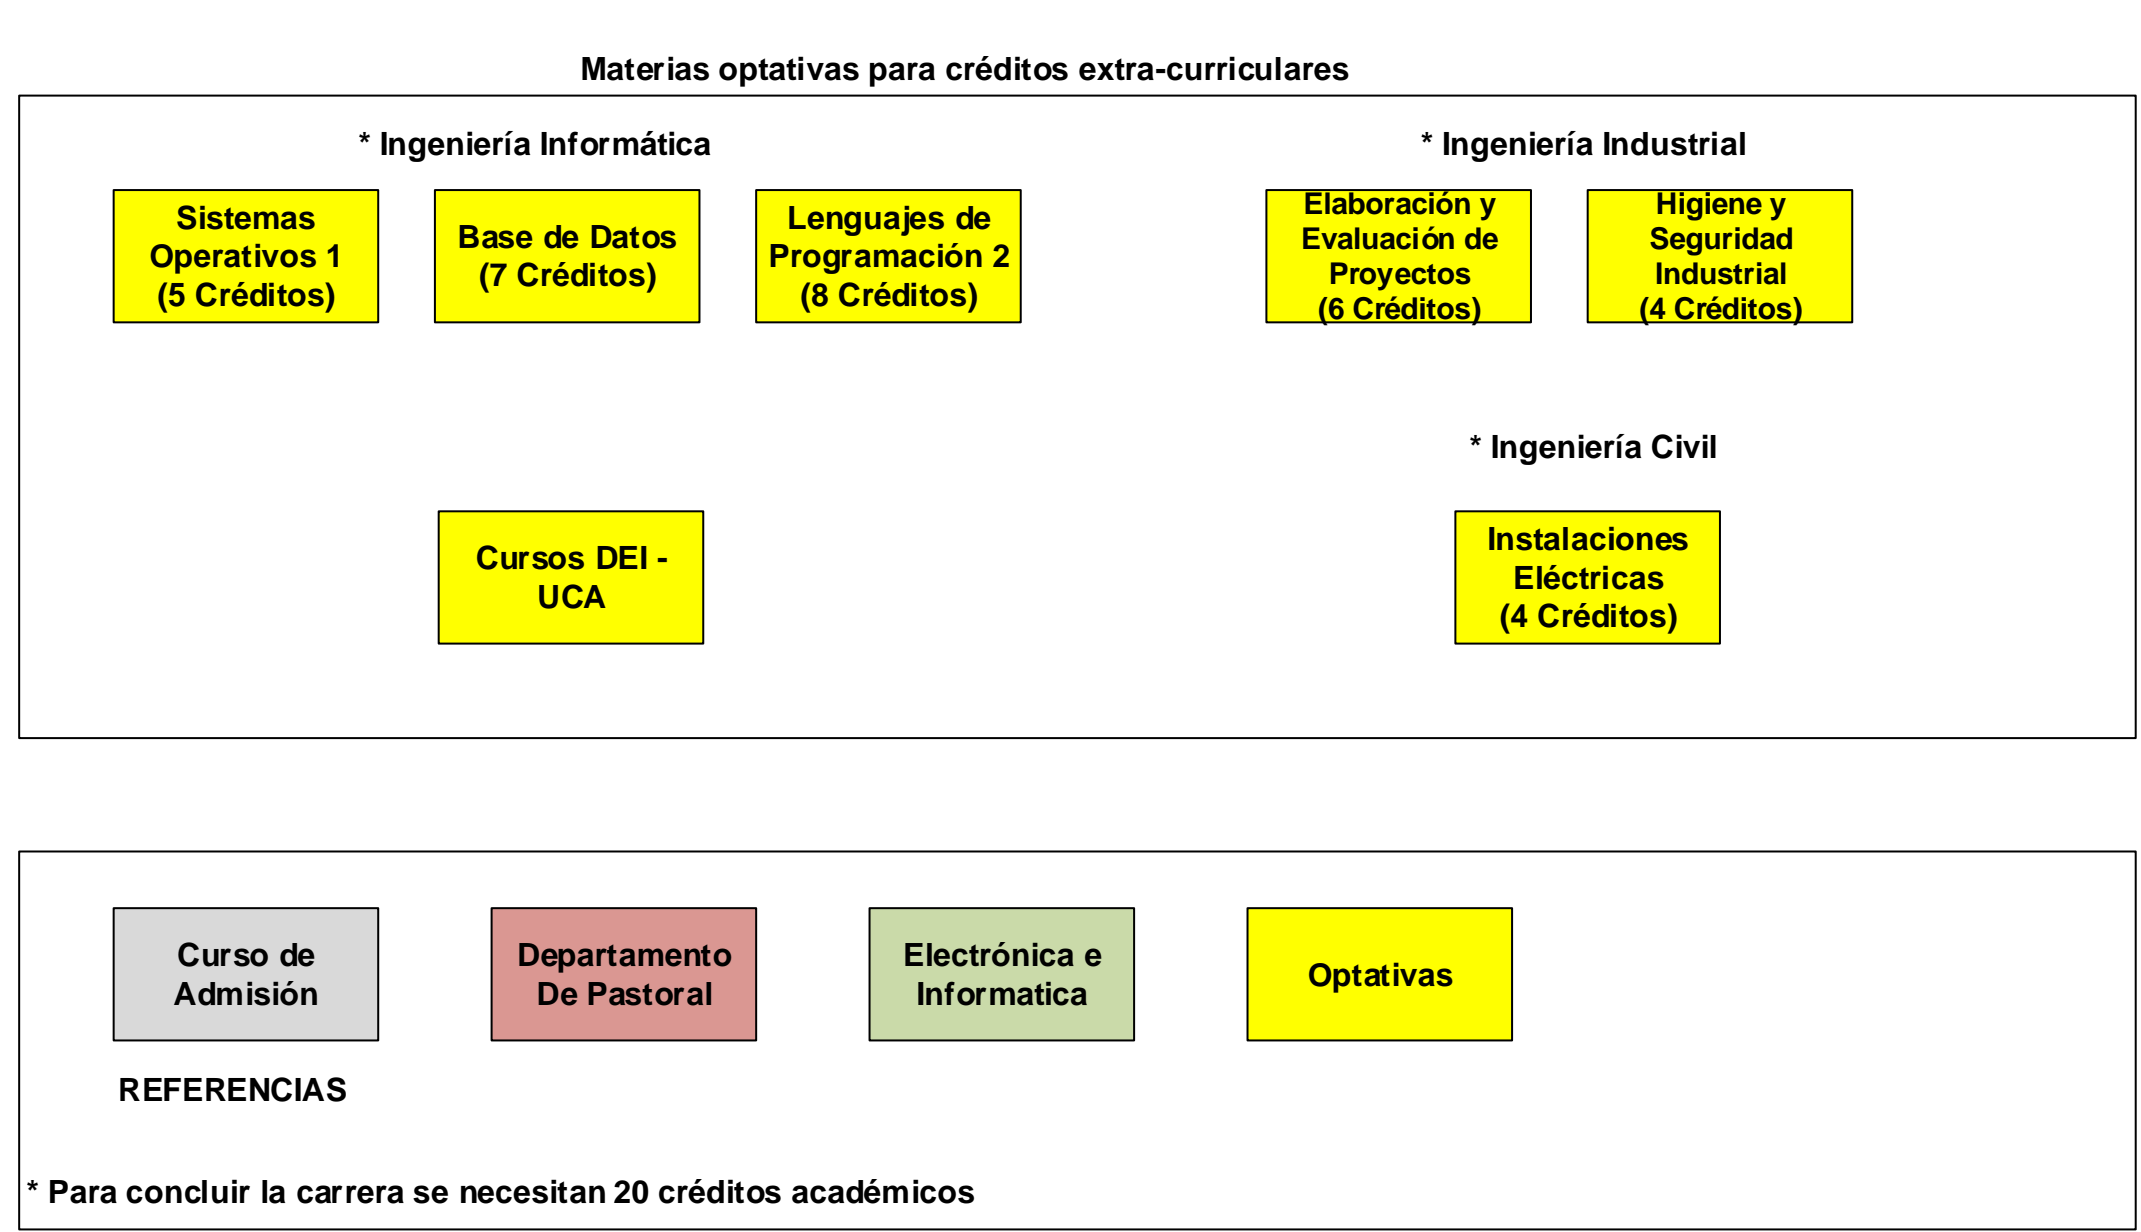 Materias optativas para créditos extra-curriculares
* Ingeniería Informática
* Ingeniería Industrial
Sistemas
Operativos 1
(5 Créditos)
Base de Datos
(7 Créditos)
Lenguajes de
Programación 2
(8 Créditos)
Elaboración y
Evaluación de
Proyectos
(6 Créditos)
Higiene y
Seguridad
Industrial
(4 Créditos)
* Ingeniería Civil
Cursos DEI -
UCA
Instalaciones
Eléctricas
(4 Créditos)
Curso de
Admisión
Departamento
De Pastoral
Electrónica e
Informatica
Optativas
REFERENCIAS
* Para concluir la carrera se necesitan 20 créditos académicos